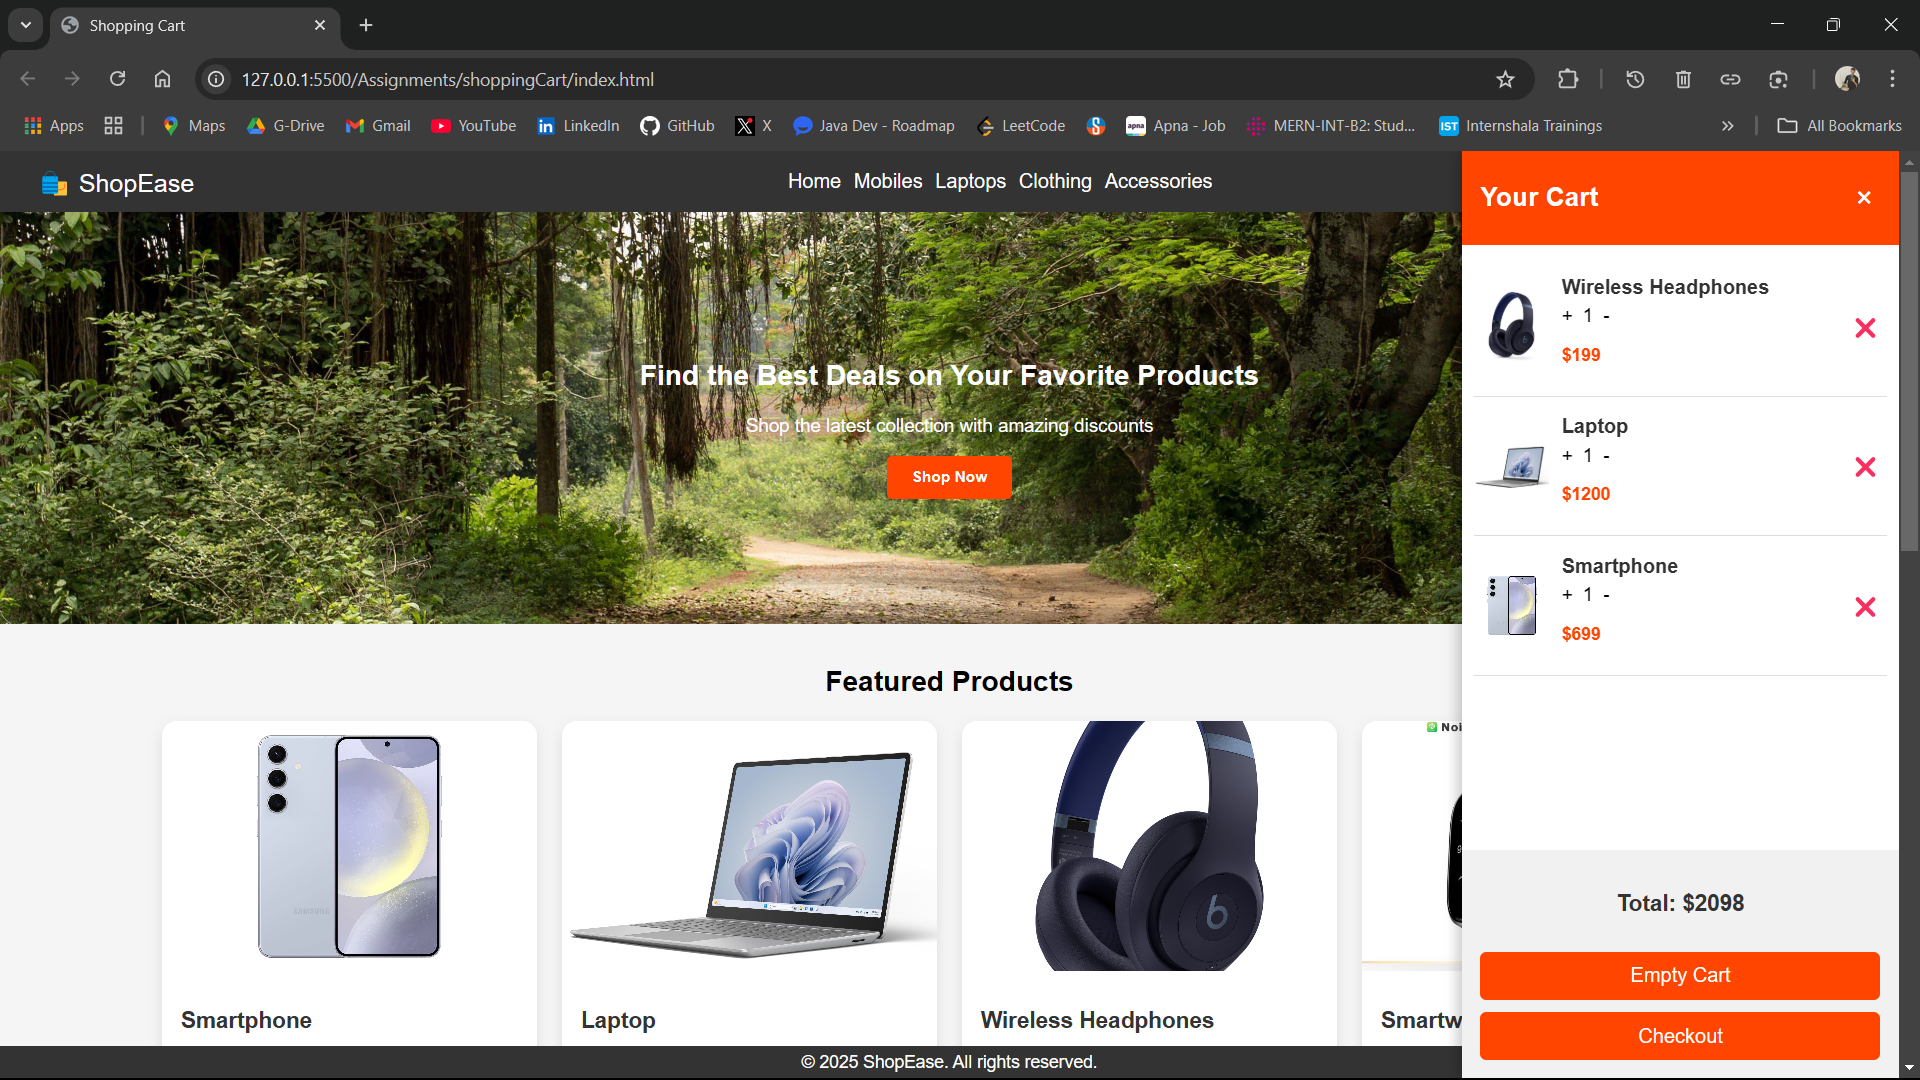 Shopping Cart
127.0.0.1:5500/Assignments/shoppingCart/index.html
Apps Maps G-Drive Gmail YouTube LinkedIn GitHub X Java Dev - Roadmap LeetCode apna Apna - Job MERN-INT-B2: Stud... IST Internshala Trainings » All Bookmarks
ShopEase
Home Mobiles Laptops Clothing Accessories
Find the Best Deals on Your Favorite Products
Shop the latest collection with amazing discounts
Shop Now
Featured Products
SAMSUNG
Noi
Smartphone
Laptop
Wireless Headphones
Smartw
© 2025 ShopEase. All rights reserved.
Your Cart ×
Wireless Headphones
+ 1 -
$199
Laptop
+ 1 -
$1200
Smartphone
+ 1 -
$699
Total: $2098
Empty Cart
Checkout